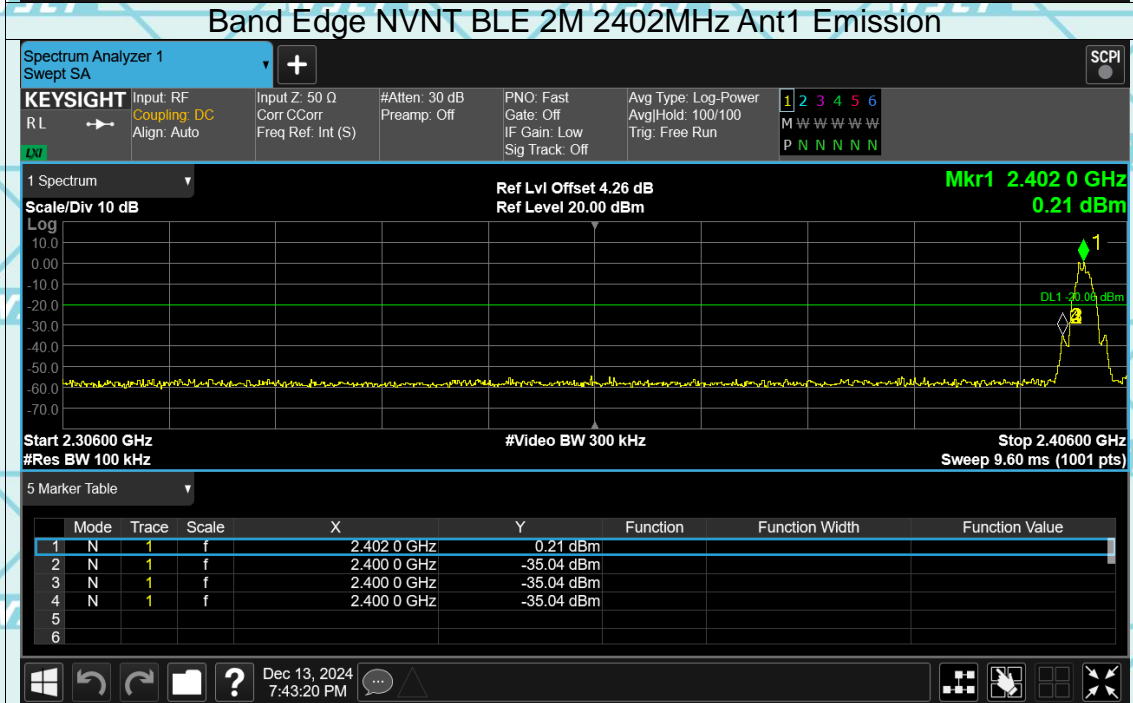 Band Edge NVNT BLE 2M 2402MHz Ant1 Emission
Spectrum Analyzer 1
Swept SA
SCPI
KEYSIGHT
R L
LXI
Input: RF
Coupling: DC
Align: Auto
Input Z: 50 Ω
Corr CCorr
Freq Ref: Int (S)
#Atten: 30 dB
Preamp: Off
PNO: Fast
Gate: Off
IF Gain: Low
Sig Track: Off
Avg Type: Log-Power
Avg|Hold: 100/100
Trig: Free Run
1 2 3 4 5 6
M W W W W W
P N N N N N
1 Spectrum
Scale/Div 10 dB
Ref Lvl Offset 4.26 dB
Ref Level 20.00 dBm
Mkr1 2.402 0 GHz
0.21 dBm
Log
10.0
0.00
-10.0
-20.0
-30.0
-40.0
-50.0
-60.0
-70.0
1
DL1 -20.06 dBm
Start 2.30600 GHz
#Res BW 100 kHz
#Video BW 300 kHz
Stop 2.40600 GHz
Sweep 9.60 ms (1001 pts)
5 Marker Table
Mode Trace Scale X Y Function Function Width Function Value
1 N 1 f 2.402 0 GHz 0.21 dBm
2 N 1 f 2.400 0 GHz -35.04 dBm
3 N 1 f 2.400 0 GHz -35.04 dBm
4 N 1 f 2.400 0 GHz -35.04 dBm
5
6
?
Dec 13, 2024
7:43:20 PM